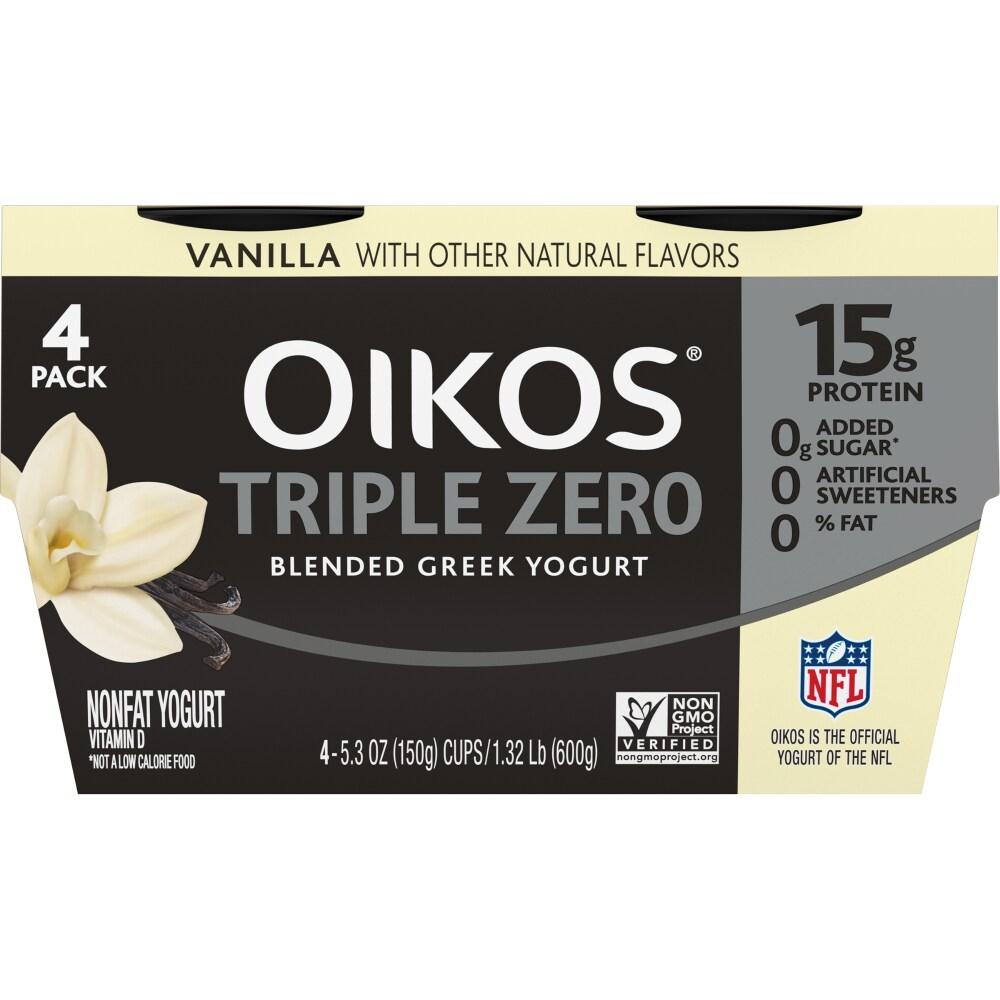 VANILLA WITH OTHER NATURAL FLAVORS
4
PACK
OIKOS®
TRIPLE ZERO
BLENDED GREEK YOGURT
15g
PROTEIN
0g ADDED SUGAR*
0 ARTIFICIAL SWEETENERS
0 % FAT
NONFAT YOGURT
VITAMIN D
*NOT A LOW CALORIE FOOD
4-5.3 OZ (150g) CUPS/1.32 Lb (600g)
NON
GMO
Project
VERIFIED
nongmoproject.org
NFL
OIKOS IS THE OFFICIAL
YOGURT OF THE NFL